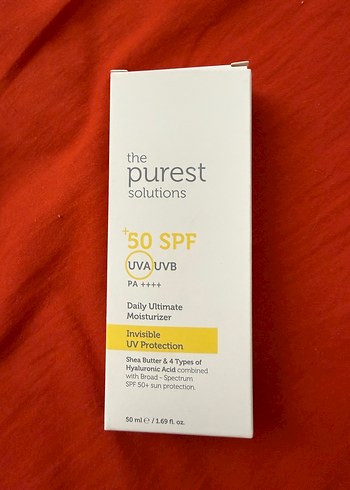 the
purest
solutions
+50 SPF
UVA UVB
PA ++++
Daily Ultimate
Moisturizer
Invisible
UV Protection
Shea Butter & 4 Types of
Hyaluronic Acid combined
with Broad - Spectrum
SPF 50+ sun protection.
50 ml ℮ / 1.69 fl. oz.